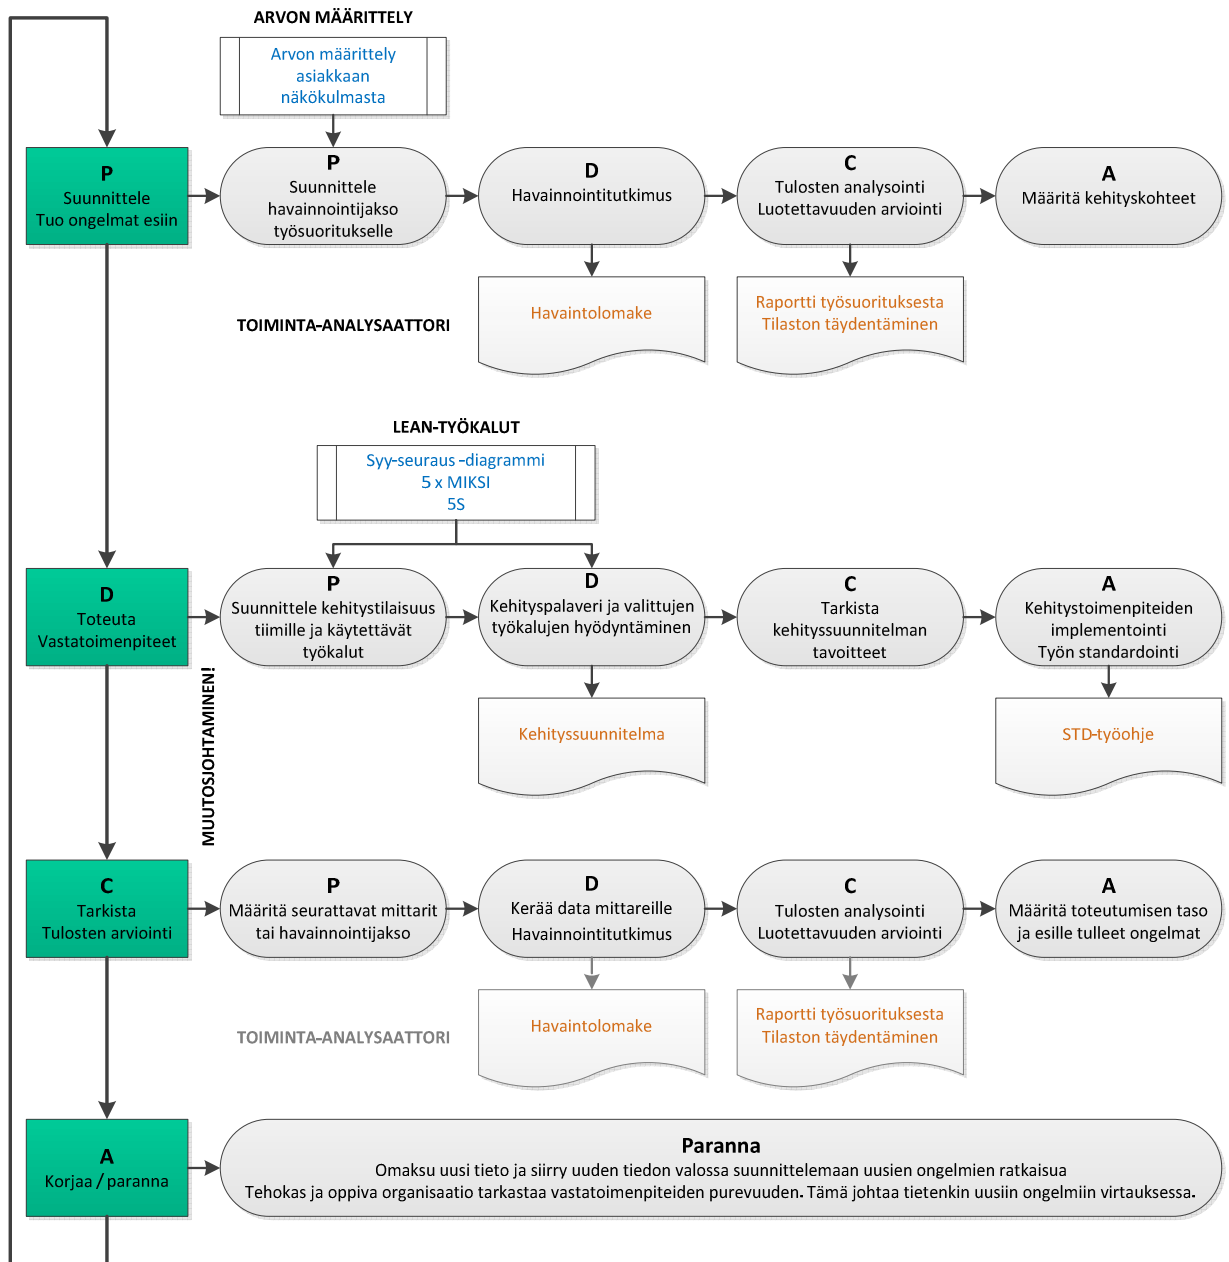 ARVON MÄÄRITTELY
Arvon määrittely
asiakkaan
näkökulmasta
P
Suunnittele
Tuo ongelmat esiin
P
Suunnittele
havainnointijakso
työsuoritukselle
D
Havainnointitutkimus
C
Tulosten analysointi
Luotettavuuden arviointi
A
Määritä kehityskohteet
TOIMINTA-ANALYSAATTORI
Havaintolomake
Raportti työsuorituksesta
Tilaston täydentäminen
LEAN-TYÖKALUT
Syy-seuraus -diagrammi
5 x MIKSI
5S
D
Toteuta
Vastatoimenpiteet
P
Suunnittele kehitystilaisuus
tiimille ja käytettävät
työkalut
D
Kehityspalaveri ja valittujen
työkalujen hyödyntäminen
C
Tarkista
kehityssuunnitelman
tavoitteet
A
Kehitystoimenpiteiden
implementointi
Työn standardointi
MUUTOSJOHTAMINEN!
Kehityssuunnitelma
STD-työohje
C
Tarkista
Tulosten arviointi
P
Määritä seurattavat mittarit
tai havainnointijakso
D
Kerää data mittareille
Havainnointitutkimus
C
Tulosten analysointi
Luotettavuuden arviointi
A
Määritä toteutumisen taso
ja esille tulleet ongelmat
TOIMINTA-ANALYSAATTORI
Havaintolomake
Raportti työsuorituksesta
Tilaston täydentäminen
A
Korjaa / paranna
Paranna
Omaksu uusi tieto ja siirry uuden tiedon valossa suunnittelemaan uusien ongelmien ratkaisua
Tehokas ja oppiva organisaatio tarkastaa vastatoimenpiteiden purevuuden. Tämä johtaa tietenkin uusiin ongelmiin virtauksessa.